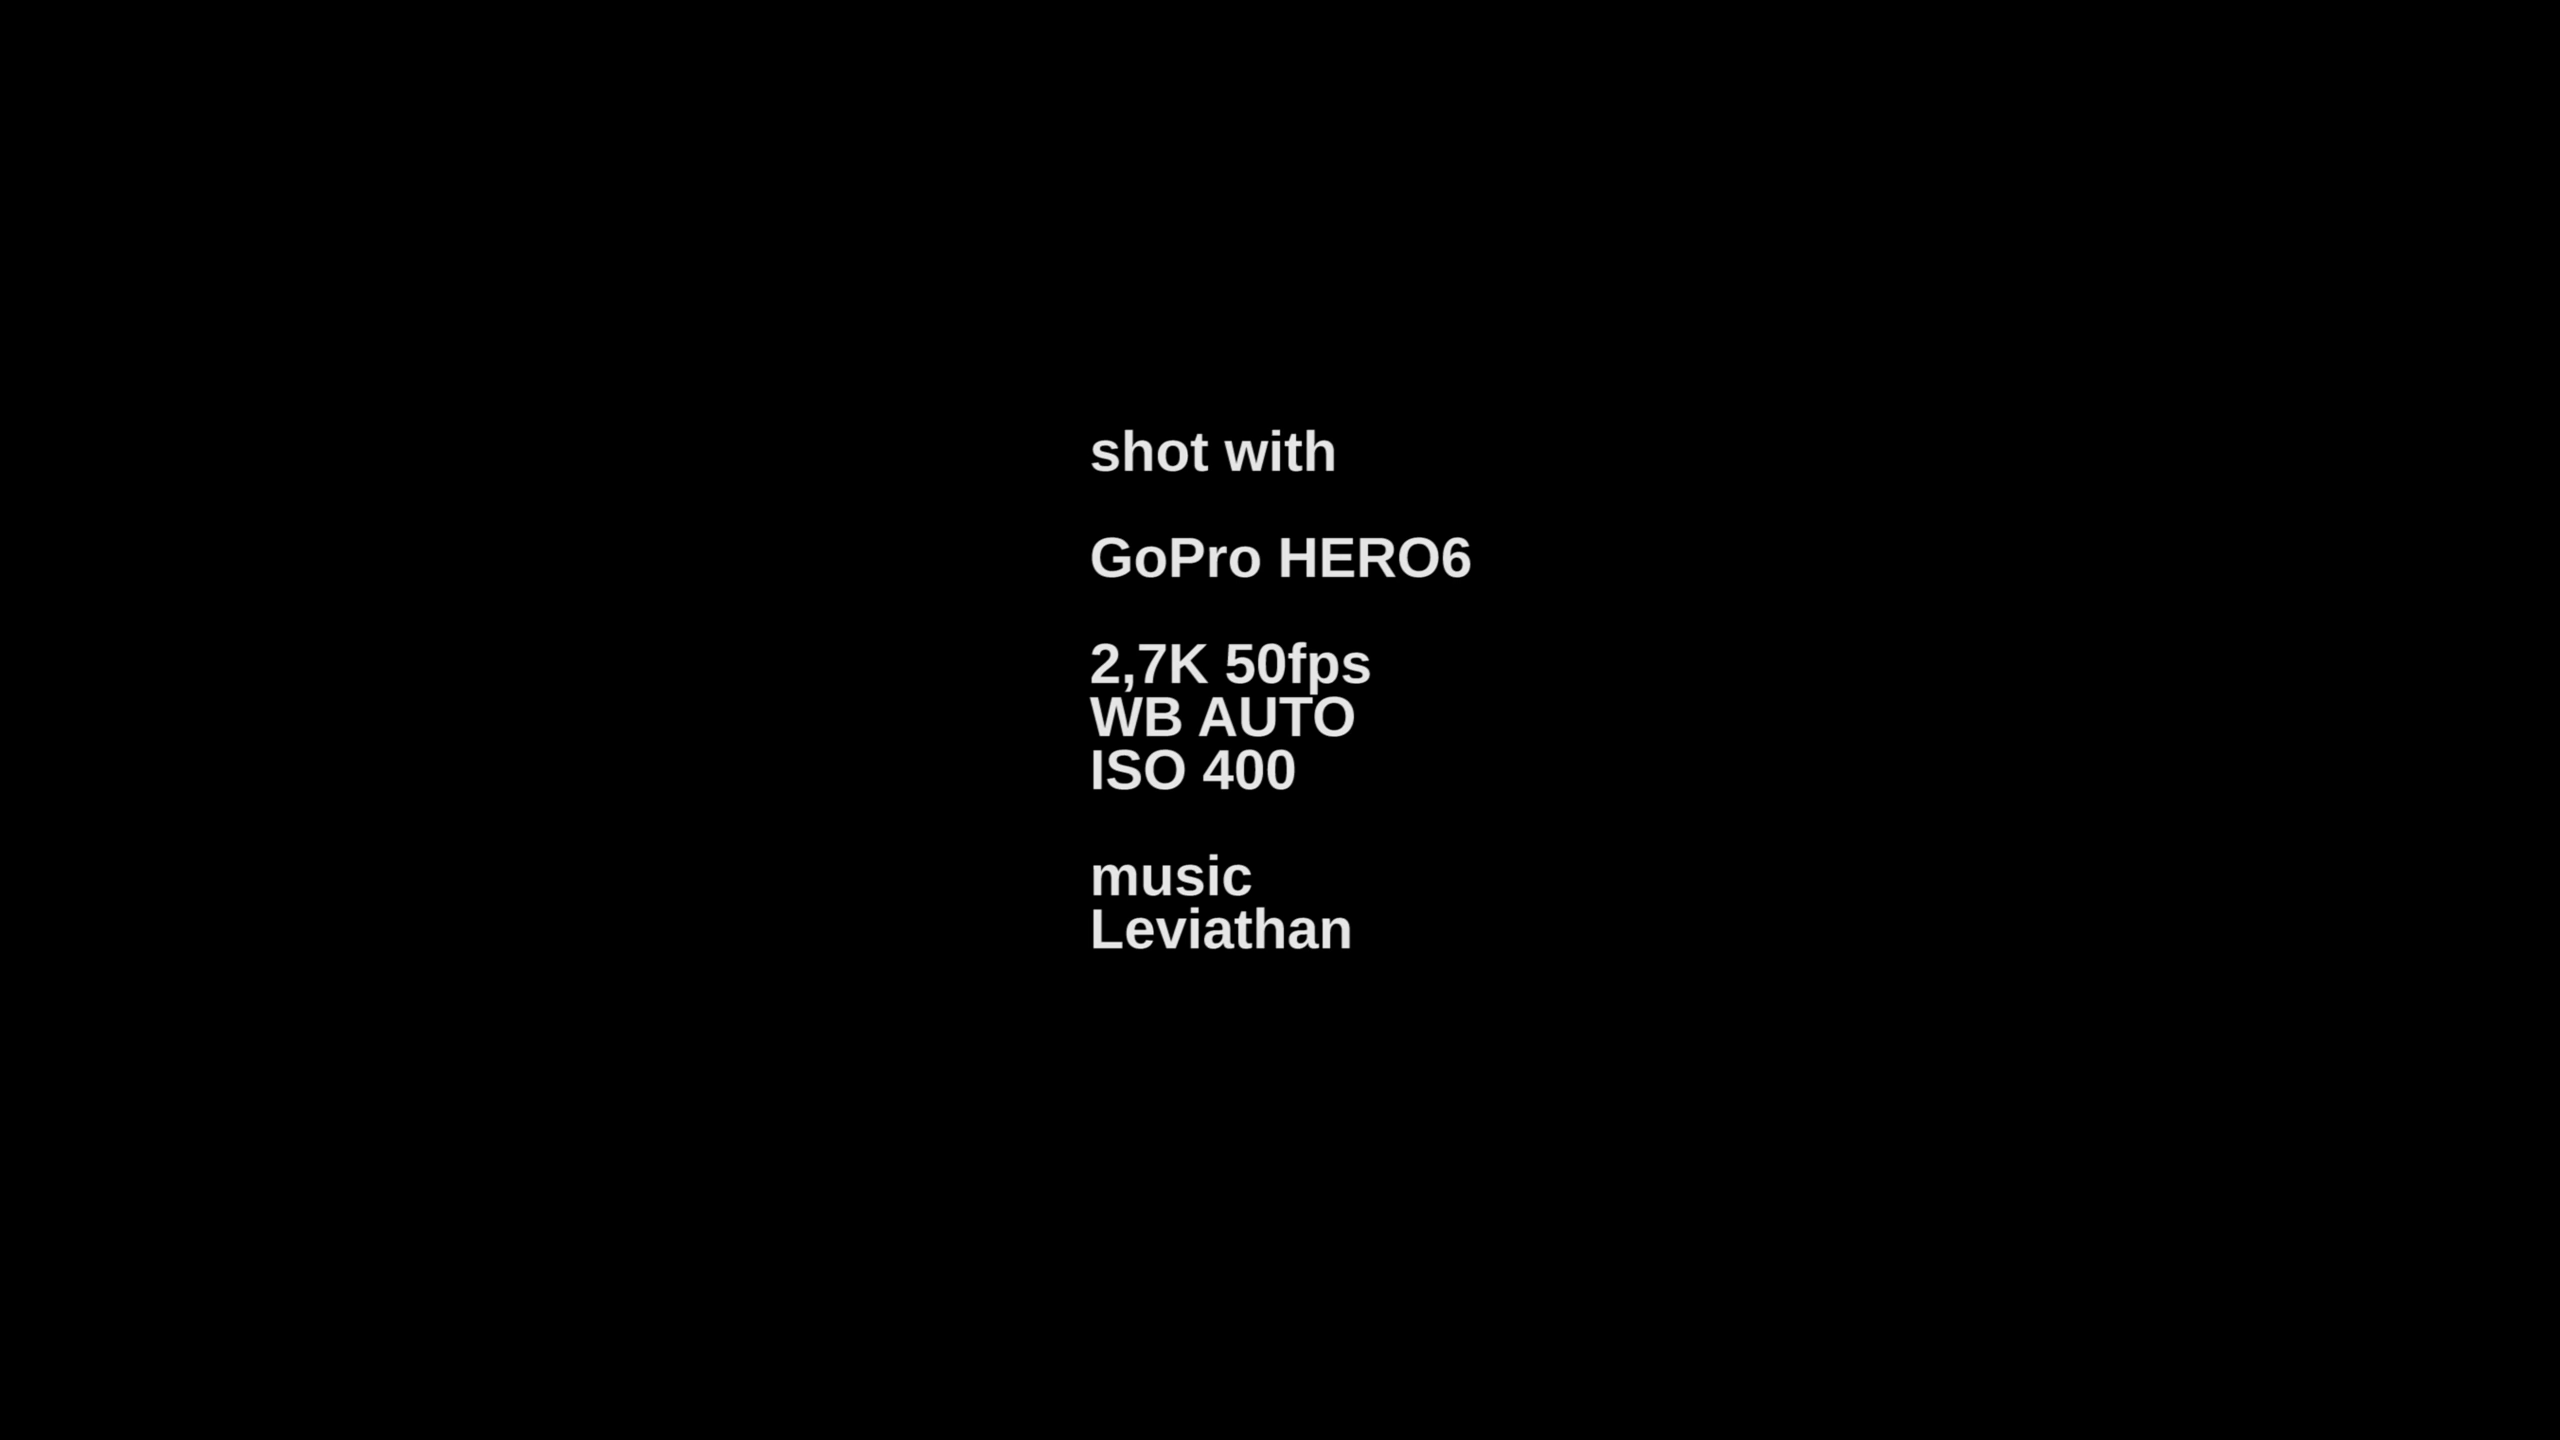 shot with
GoPro HERO6
2,7K 50fps
WB AUTO
ISO 400
music
Leviathan